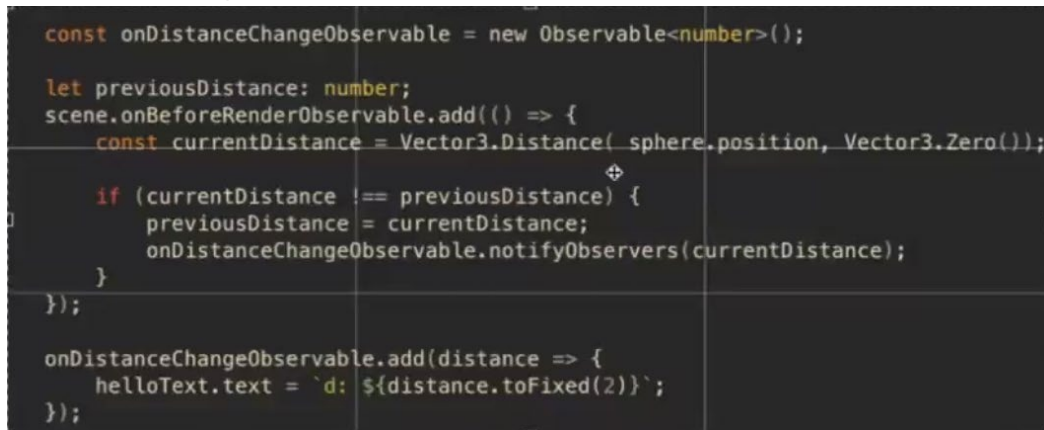 const onDistanceChangeObservable = new Observable<number>();
let previousDistance: number;
scene.onBeforeRenderObservable.add(() => {
const currentDistance = Vector3.Distance( sphere.position, Vector3.Zero());
if (currentDistance !== previousDistance) {
previousDistance = currentDistance;
onDistanceChangeObservable.notifyObservers(currentDistance);
}
});
onDistanceChangeObservable.add(distance => {
helloText.text = `d: ${distance.toFixed(2)}`;
});